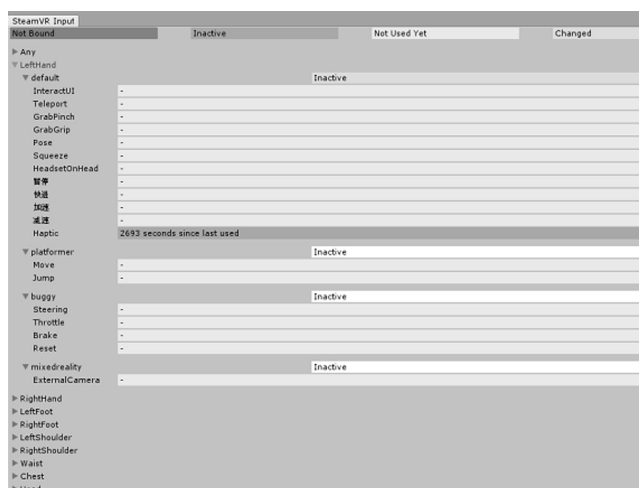 SteamVR Input
Not Bound Inactive Not Used Yet Changed
Any
LeftHand
default Inactive
InteractUI -
Teleport -
GrabPinch -
GrabGrip -
Pose -
Squeeze -
HeadsetOnHead -
暂停 -
快退 -
加速 -
减速 -
Haptic 2693 seconds since last used
platformer Inactive
Move -
Jump -
buggy Inactive
Steering -
Throttle -
Brake -
Reset -
mixedreality Inactive
ExternalCamera -
RightHand
LeftFoot
RightFoot
LeftShoulder
RightShoulder
Waist
Chest